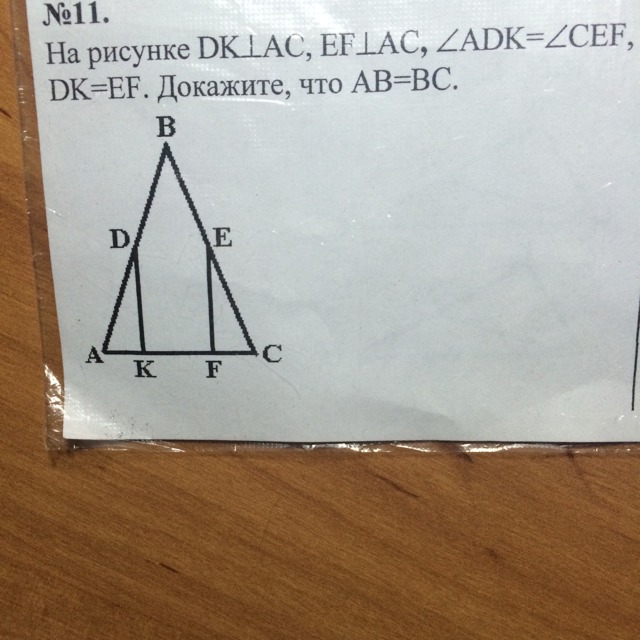 №11.
На рисунке DK⊥AC, EF⊥AC, ∠ADK=∠CEF,
DK=EF. Докажите, что AB=BC.
B
D E
A C
K F